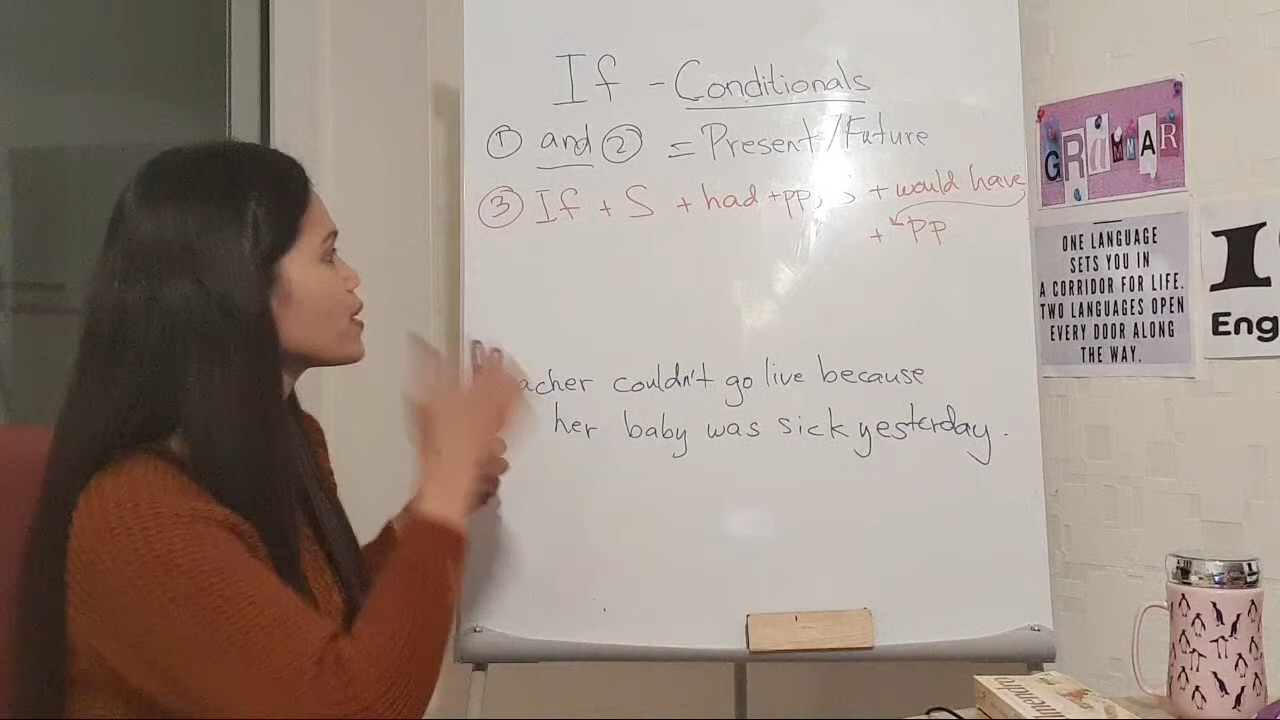 If - Conditionals
① and ② = Present/Future
③ If + S + had + pp, S + would have
+ pp
acher couldn't go live because
her baby was sick yesterday.
GRAMMAR
ONE LANGUAGE
SETS YOU IN
A CORRIDOR FOR LIFE.
TWO LANGUAGES OPEN
EVERY DOOR ALONG
THE WAY.
I
Eng